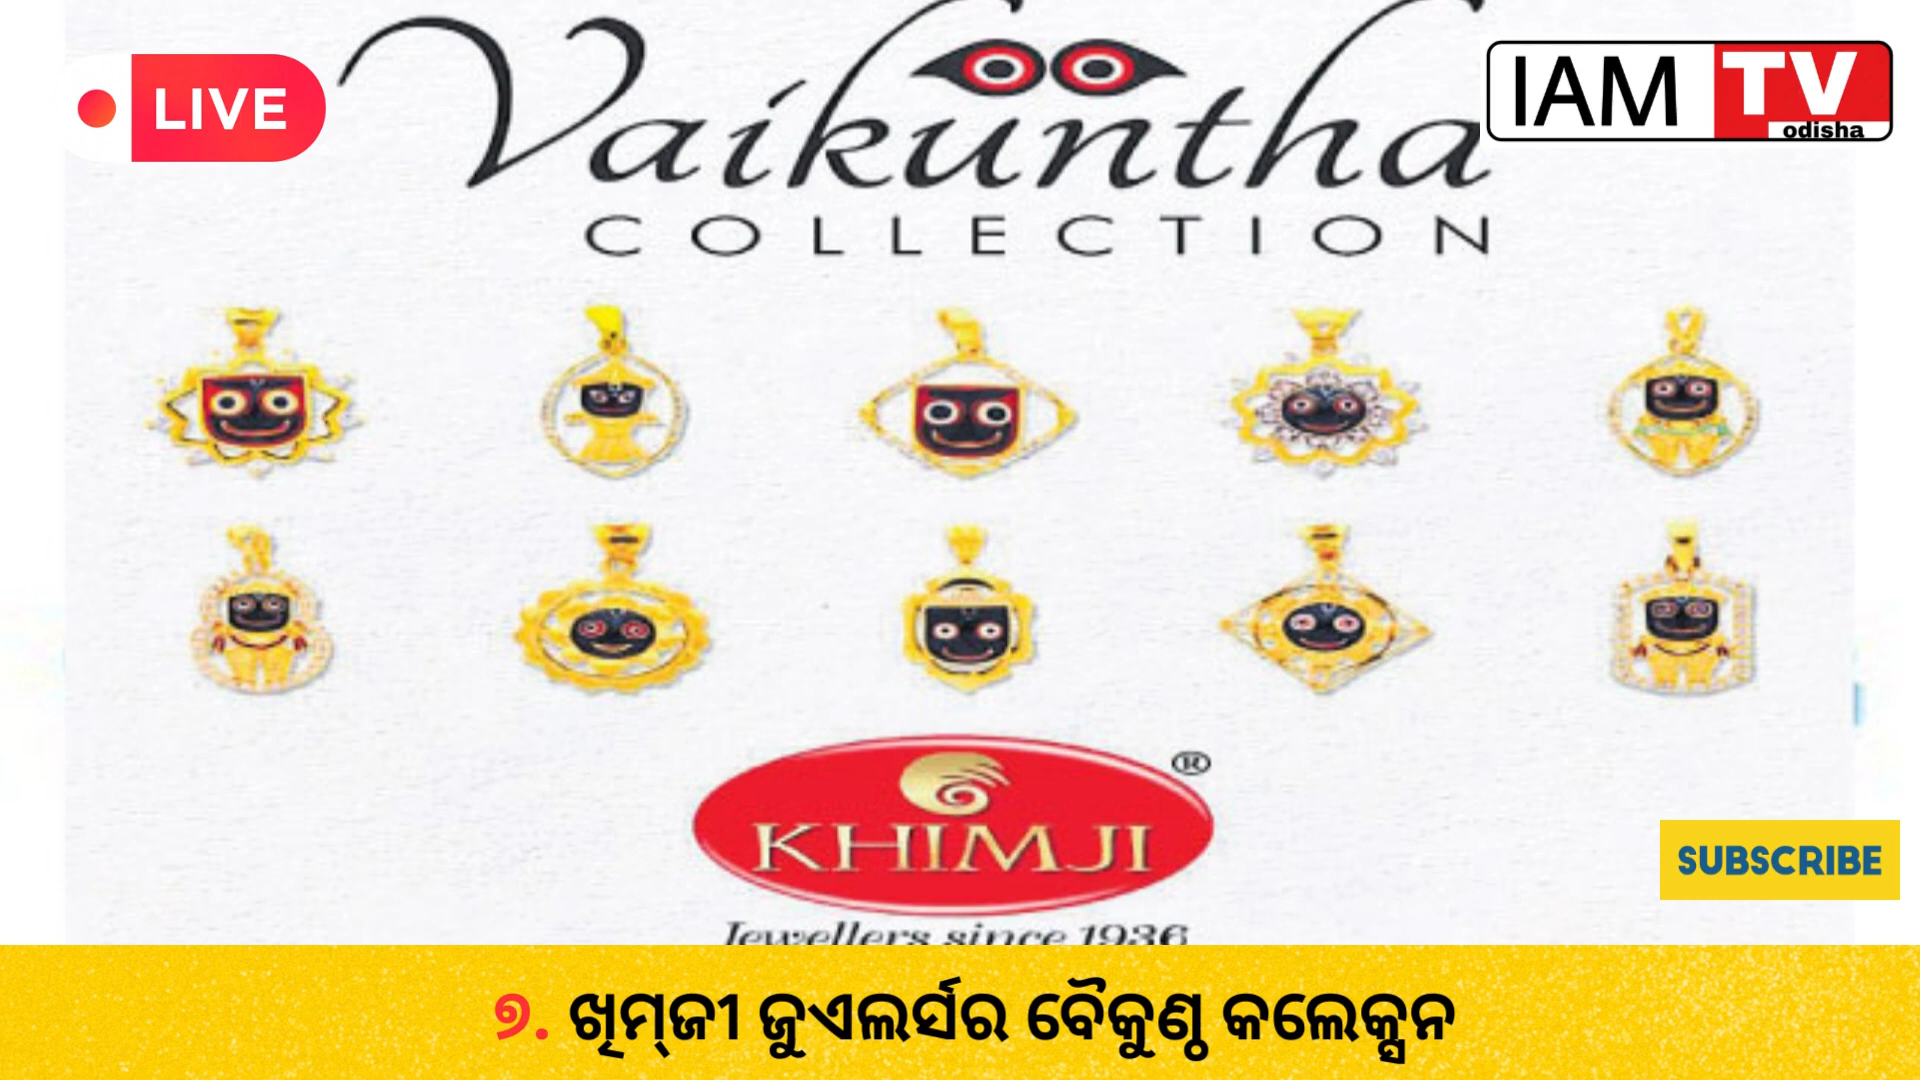 Vaikuntha
COLLECTION
LIVE
IAM TV
odisha
KHIMJI
®
Jewellers since 1936
SUBSCRIBE
୭. ଖିମ୍‌ଜୀ ଜୁଏଲର୍ସର ବୈକୁଣ୍ଠ କଲେକ୍ସନ